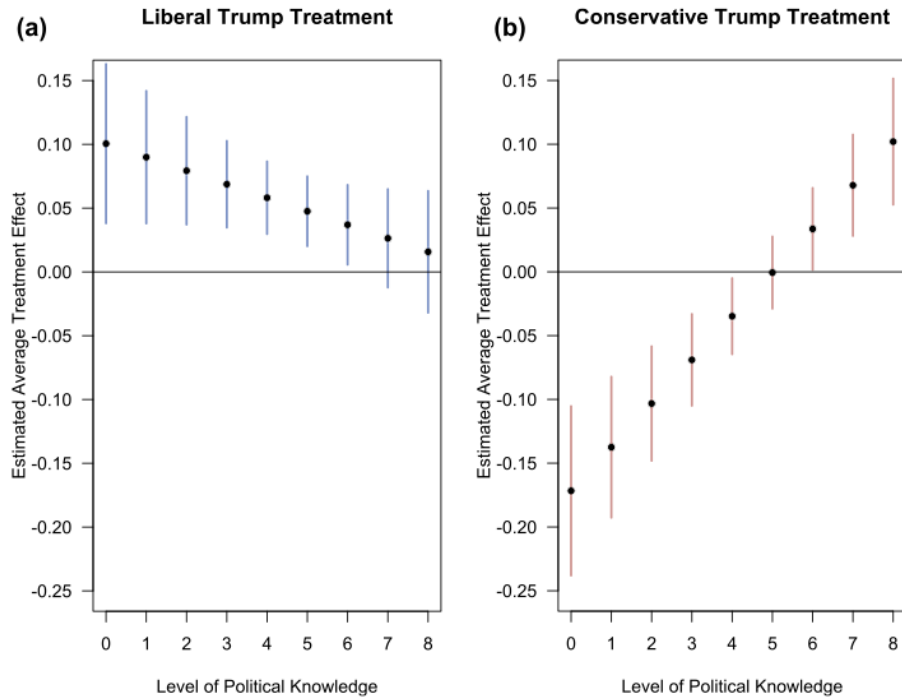 (a)
Liberal Trump Treatment
Estimated Average Treatment Effect
0.15
0.10
0.05
0.00
-0.05
-0.10
-0.15
-0.20
-0.25
0 1 2 3 4 5 6 7 8
Level of Political Knowledge
(b)
Conservative Trump Treatment
Estimated Average Treatment Effect
0.15
0.10
0.05
0.00
-0.05
-0.10
-0.15
-0.20
-0.25
0 1 2 3 4 5 6 7 8
Level of Political Knowledge